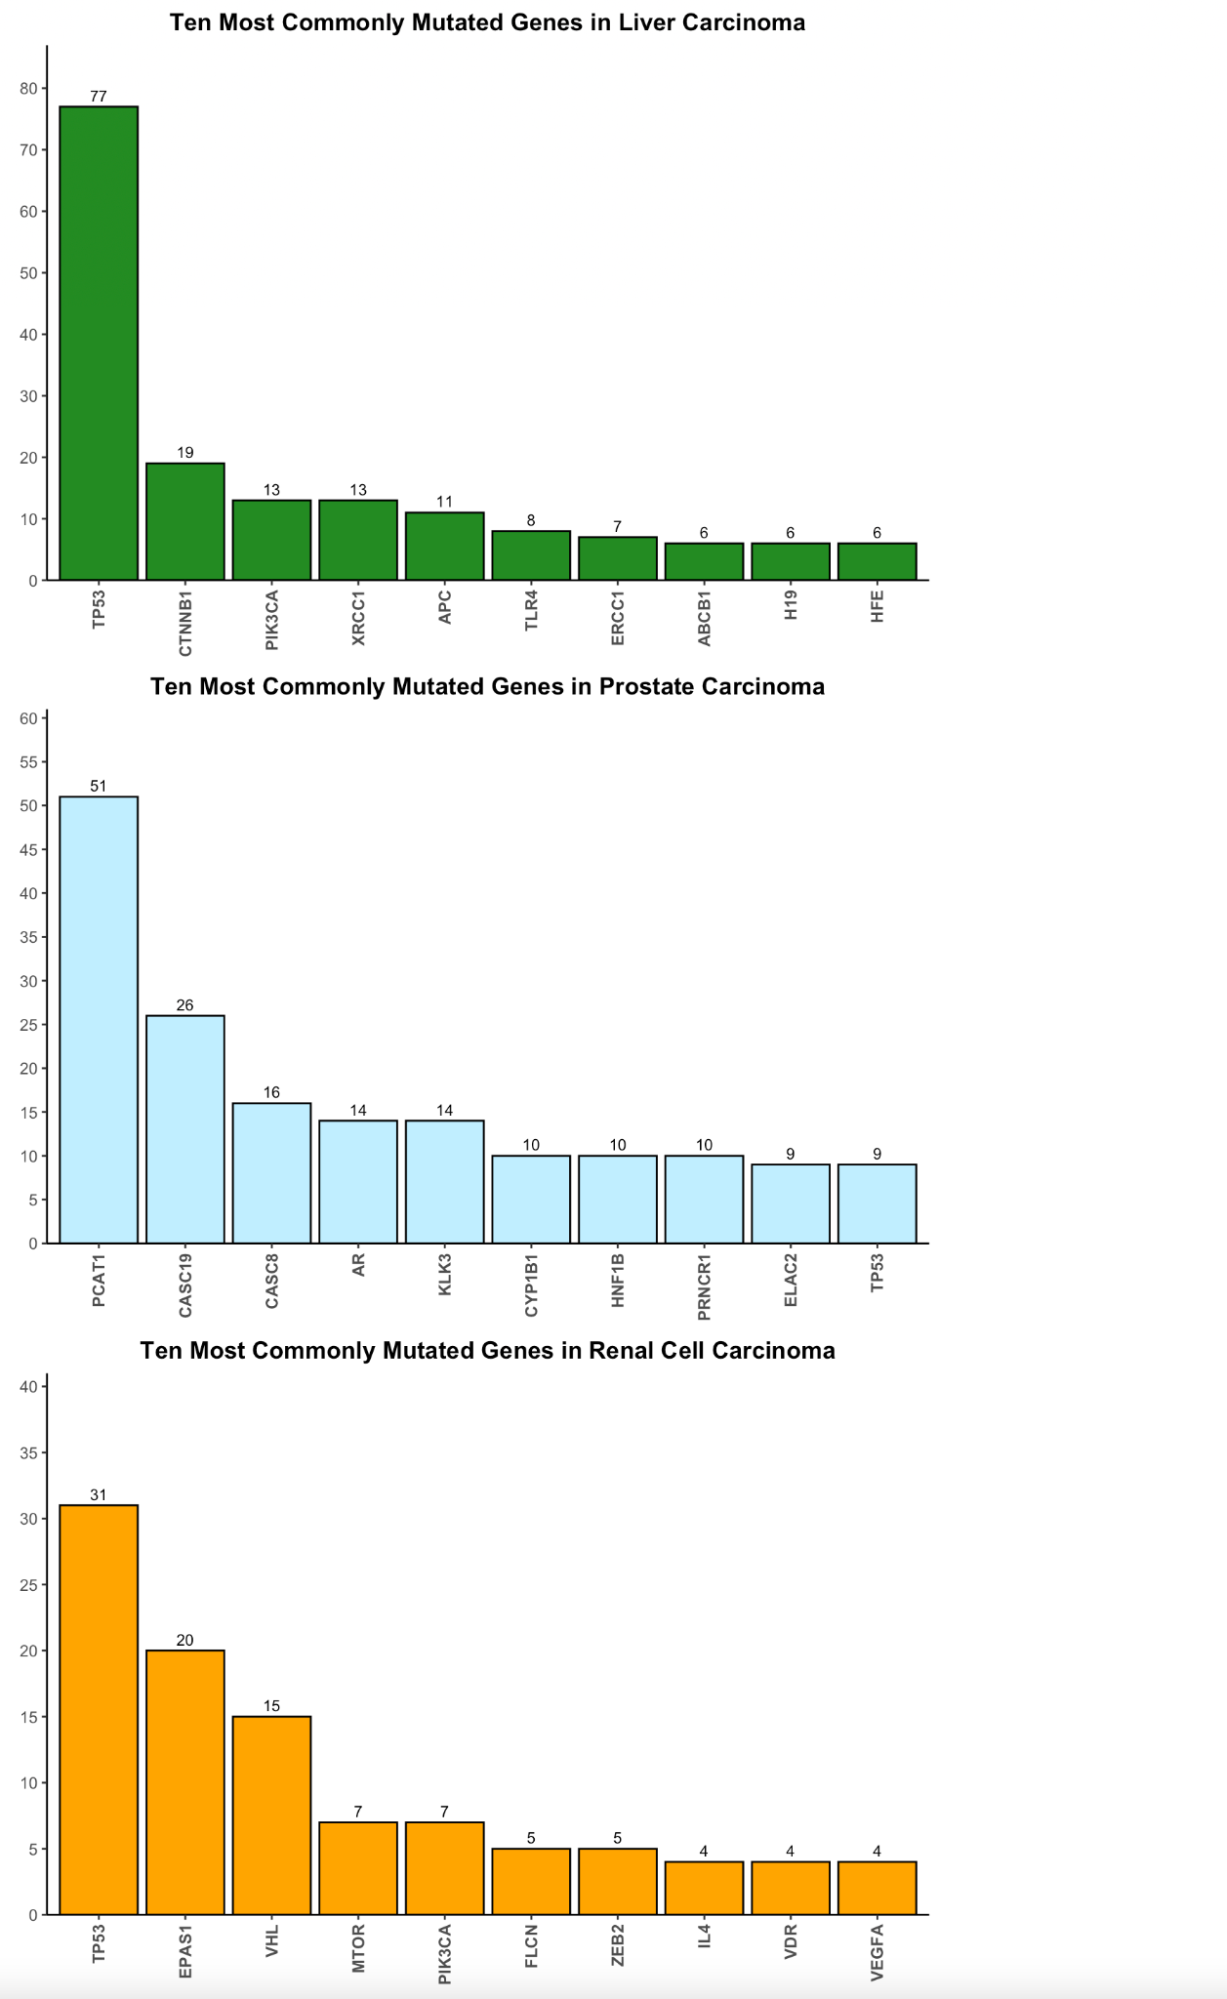 Ten Most Commonly Mutated Genes in Liver Carcinoma
80
70
60
50
40
30
20
10
0
77
19
13
13
11
8
7
6
6
6
TP53
CTNNB1
PIK3CA
XRCC1
APC
TLR4
ERCC1
ABCB1
H19
HFE
Ten Most Commonly Mutated Genes in Prostate Carcinoma
60
55
50
45
40
35
30
25
20
15
10
5
0
51
26
16
14
14
10
10
10
9
9
PCAT1
CASC19
CASC8
AR
KLK3
CYP1B1
HNF1B
PRNCR1
ELAC2
TP53
Ten Most Commonly Mutated Genes in Renal Cell Carcinoma
40
35
30
25
20
15
10
5
0
31
20
15
7
7
5
5
4
4
4
TP53
EPAS1
VHL
MTOR
PIK3CA
FLCN
ZEB2
IL4
VDR
VEGFA